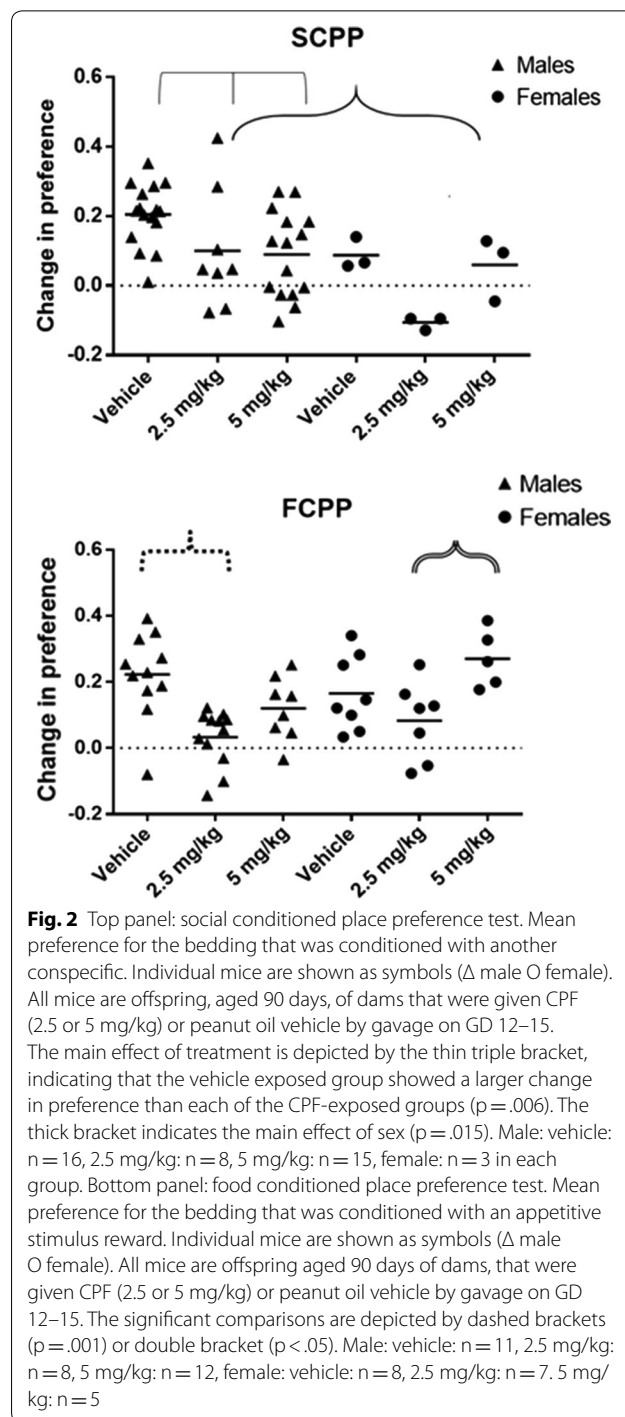 SCPP
▲ Males
● Females
Change in preference
0.6
0.4
0.2
0.0
-0.2
Vehicle
2.5 mg/kg
5 mg/kg
Vehicle
2.5 mg/kg
5 mg/kg
FCPP
▲ Males
● Females
Change in preference
0.6
0.4
0.2
0.0
-0.2
Vehicle
2.5 mg/kg
5 mg/kg
Vehicle
2.5 mg/kg
5 mg/kg
Fig. 2 Top panel: social conditioned place preference test. Mean
preference for the bedding that was conditioned with another
conspecific. Individual mice are shown as symbols (Δ male O female).
All mice are offspring, aged 90 days, of dams that were given CPF
(2.5 or 5 mg/kg) or peanut oil vehicle by gavage on GD 12–15.
The main effect of treatment is depicted by the thin triple bracket,
indicating that the vehicle exposed group showed a larger change
in preference than each of the CPF-exposed groups (p = .006). The
thick bracket indicates the main effect of sex (p = .015). Male: vehicle:
n = 16, 2.5 mg/kg: n = 8, 5 mg/kg: n = 15, female: n = 3 in each
group. Bottom panel: food conditioned place preference test. Mean
preference for the bedding that was conditioned with an appetitive
stimulus reward. Individual mice are shown as symbols (Δ male
O female). All mice are offspring aged 90 days of dams, that were
given CPF (2.5 or 5 mg/kg) or peanut oil vehicle by gavage on GD
12–15. The significant comparisons are depicted by dashed brackets
(p = .001) or double bracket (p < .05). Male: vehicle: n = 11, 2.5 mg/kg:
n = 8, 5 mg/kg: n = 12, female: vehicle: n = 8, 2.5 mg/kg: n = 7. 5 mg/
kg: n = 5